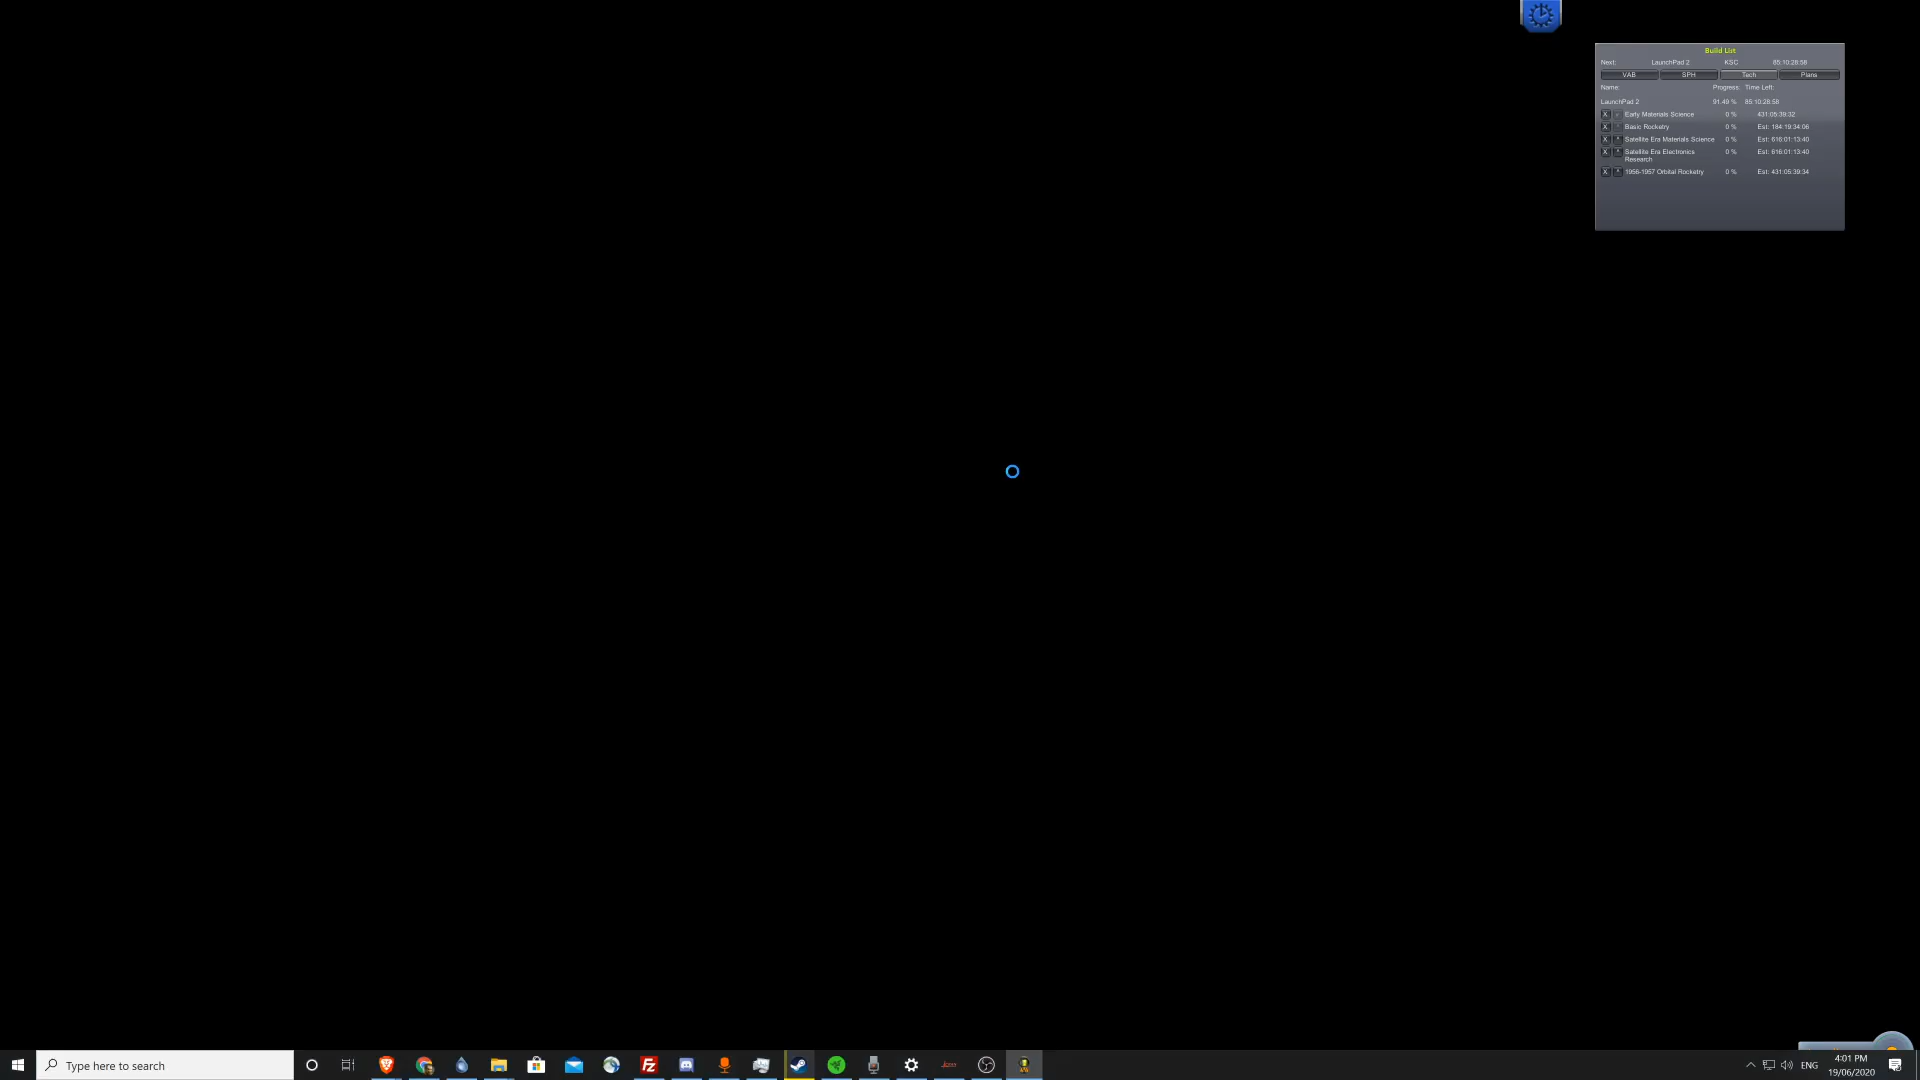 Build List
Next: LaunchPad 2 KSC 85:10:28:58
VAB SPH Tech Plans
Name: Progress: Time Left:
LaunchPad 2 91.49 % 85:10:28:58
X Early Materials Science 0 % 431:05:39:32
X Basic Rocketry 0 % Est: 184:19:34:06
X ^ Satellite Era Materials Science 0 % Est: 616:01:13:40
X ^ Satellite Era Electronics Research 0 % Est: 616:01:13:40
X ^ 1956-1957 Orbital Rocketry 0 % Est: 431:05:39:34
Type here to search
ENG
4:01 PM
19/06/2020